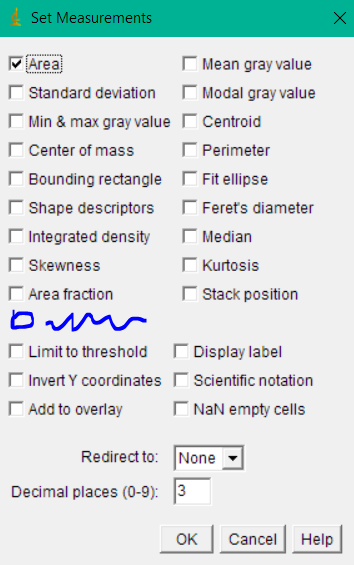 Set Measurements
Area Mean gray value
Standard deviation Modal gray value
Min & max gray value Centroid
Center of mass Perimeter
Bounding rectangle Fit ellipse
Shape descriptors Feret's diameter
Integrated density Median
Skewness Kurtosis
Area fraction Stack position
Limit to threshold Display label
Invert Y coordinates Scientific notation
Add to overlay NaN empty cells
Redirect to: None
Decimal places (0-9): 3
OK Cancel Help